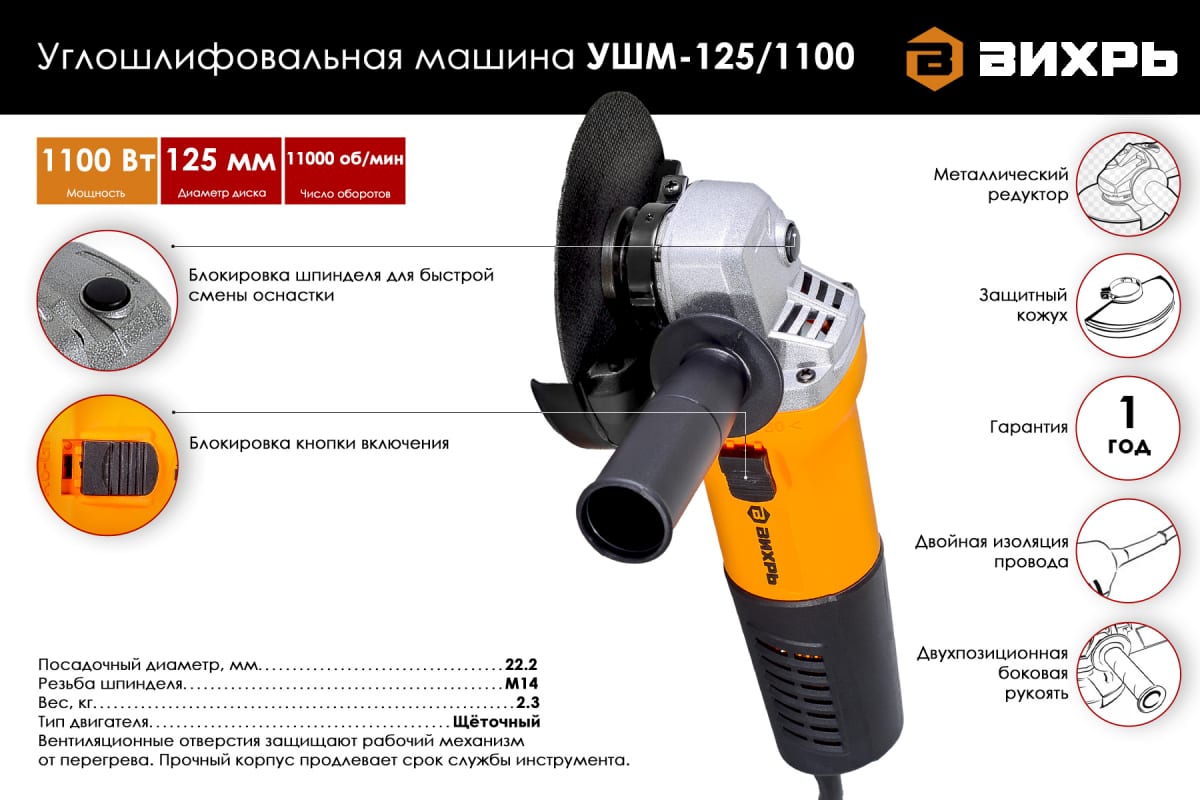 Углошлифовальная машина УШМ-125/1100
ВИХРЬ
1100 Вт
Мощность
125 мм
Диаметр диска
11000 об/мин
Число оборотов
Блокировка шпинделя для быстрой
смены оснастки
Блокировка кнопки включения
Металлический
редуктор
Защитный
кожух
Гарантия
1
год
Двойная изоляция
провода
Двухпозиционная
боковая
рукоять
ВИХРЬ
Посадочный диаметр, мм................................22.2
Резьба шпинделя..........................................М14
Вес, кг.......................................................2.3
Тип двигателя........................................Щёточный
Вентиляционные отверстия защищают рабочий механизм
от перегрева. Прочный корпус продлевает срок службы инструмента.